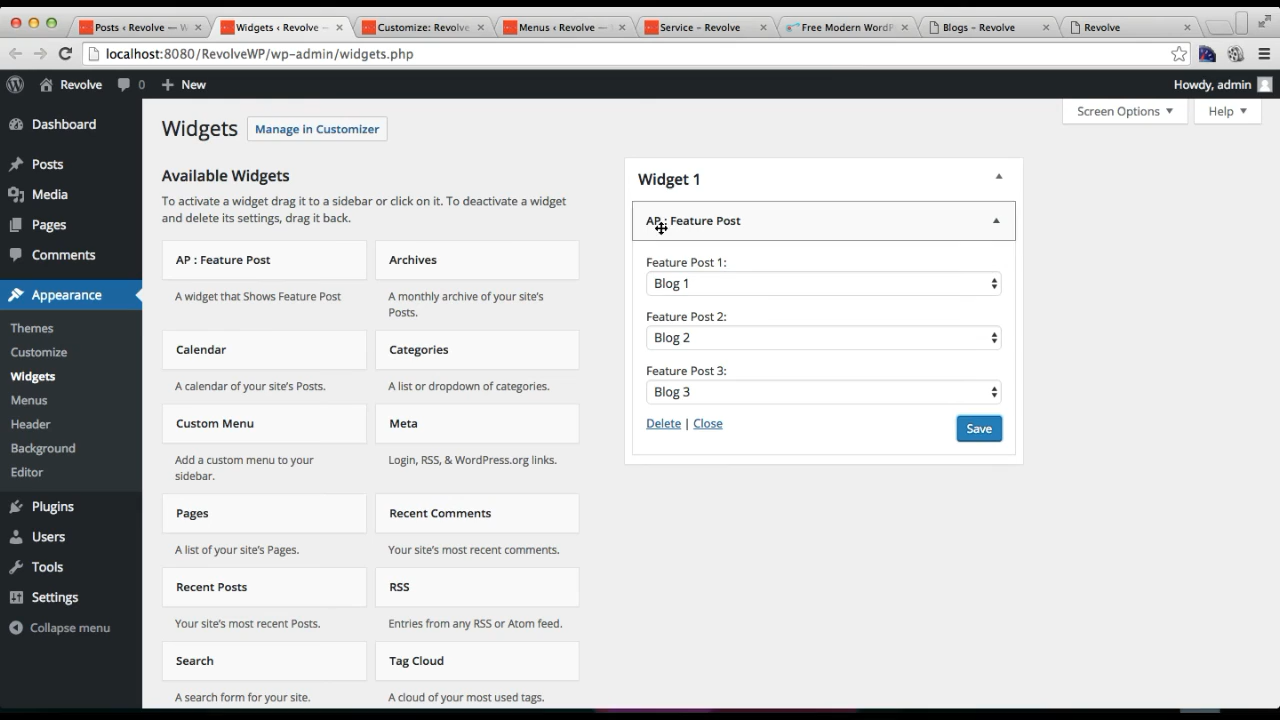 Posts ‹ Revolve — W
Widgets ‹ Revolve —
Customize: Revolve
Menus ‹ Revolve —
Service – Revolve
Free Modern WordP
Blogs – Revolve
Revolve
localhost:8080/RevolveWP/wp-admin/widgets.php
Revolve
0
New
Howdy, admin
Screen Options
Help
Dashboard
Posts
Media
Pages
Comments
Appearance
Themes
Customize
Widgets
Menus
Header
Background
Editor
Plugins
Users
Tools
Settings
Collapse menu
Widgets
Manage in Customizer
Available Widgets
To activate a widget drag it to a sidebar or click on it. To deactivate a widget
and delete its settings, drag it back.
AP : Feature Post
A widget that Shows Feature Post
Archives
A monthly archive of your site's
Posts.
Calendar
A calendar of your site's Posts.
Categories
A list or dropdown of categories.
Custom Menu
Add a custom menu to your
sidebar.
Meta
Login, RSS, & WordPress.org links.
Pages
A list of your site's Pages.
Recent Comments
Your site's most recent comments.
Recent Posts
Your site's most recent Posts.
RSS
Entries from any RSS or Atom feed.
Search
A search form for your site.
Tag Cloud
A cloud of your most used tags.
Widget 1
AP : Feature Post
Feature Post 1:
Blog 1
Feature Post 2:
Blog 2
Feature Post 3:
Blog 3
Delete | Close
Save